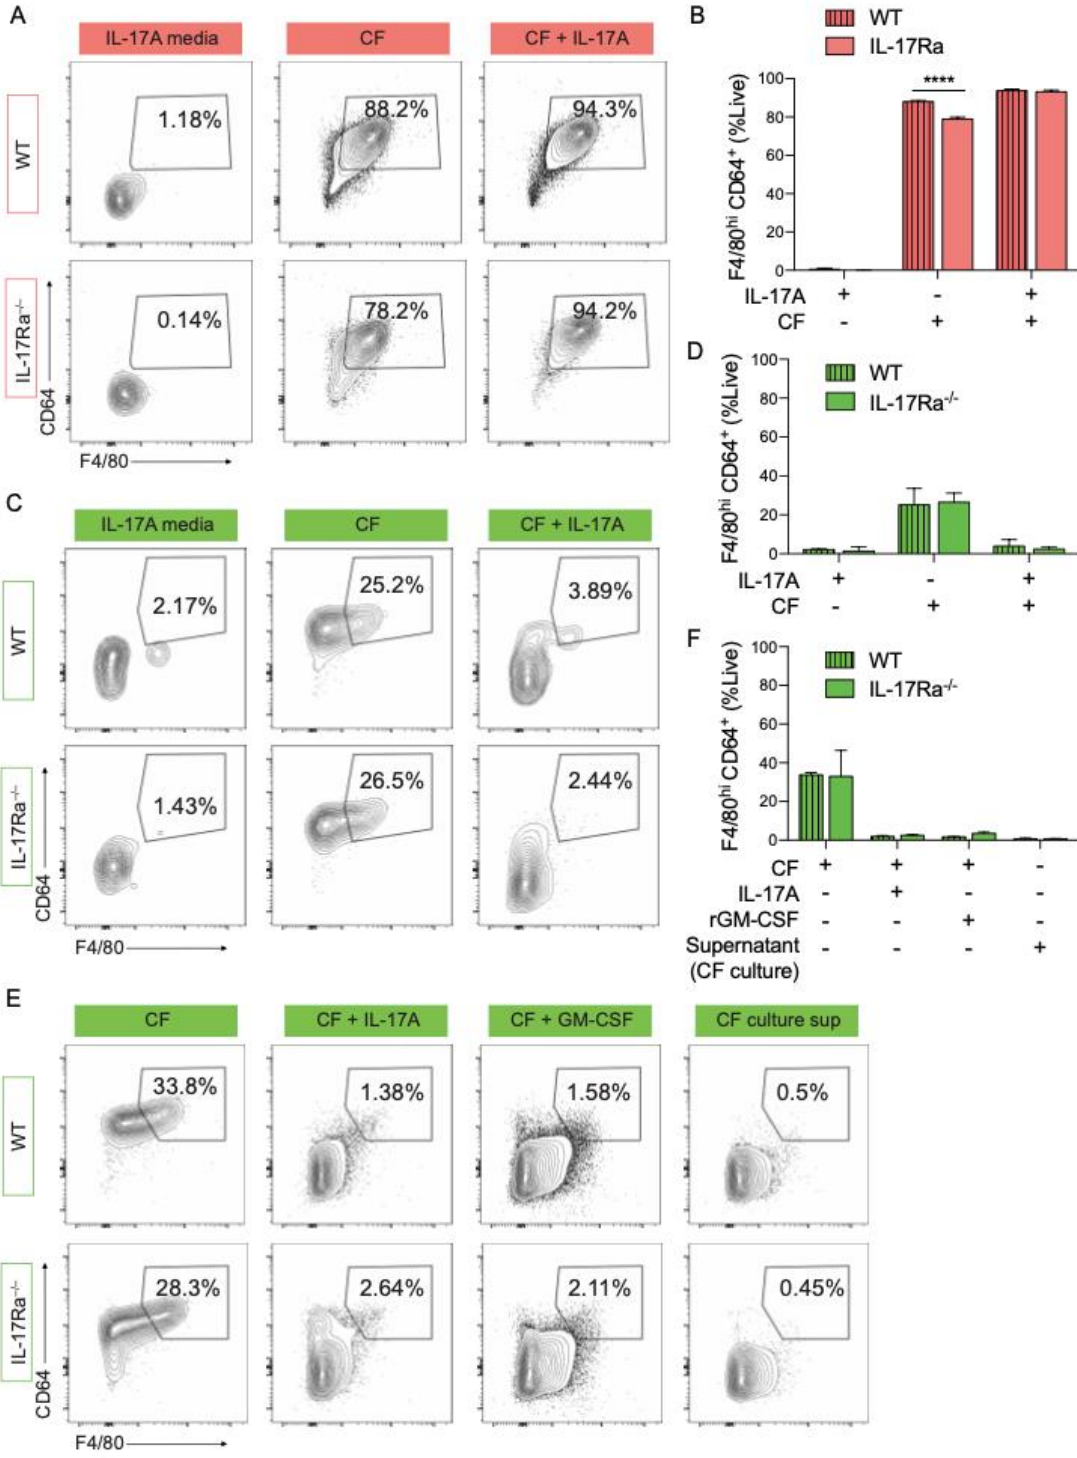 A
IL-17A media
CF
CF + IL-17A
WT
1.18%
88.2%
94.3%
IL-17Ra-/-
0.14%
78.2%
94.2%
CD64
F4/80
B
WT
IL-17Ra
****
F4/80hi CD64+ (%Live)
100
80
60
40
20
0
IL-17A + - +
CF - + +
C
IL-17A media
CF
CF + IL-17A
WT
2.17%
25.2%
3.89%
IL-17Ra-/-
1.43%
26.5%
2.44%
CD64
F4/80
D
WT
IL-17Ra-/-
F4/80hi CD64+ (%Live)
100
80
60
40
20
0
IL-17A + - +
CF - + +
F
WT
IL-17Ra-/-
F4/80hi CD64+ (%Live)
100
80
60
40
20
0
CF + + + -
IL-17A - + - -
rGM-CSF - - + -
Supernatant - - - +
(CF culture)
E
CF
CF + IL-17A
CF + GM-CSF
CF culture sup
WT
33.8%
1.38%
1.58%
0.5%
IL-17Ra-/-
28.3%
2.64%
2.11%
0.45%
CD64
F4/80